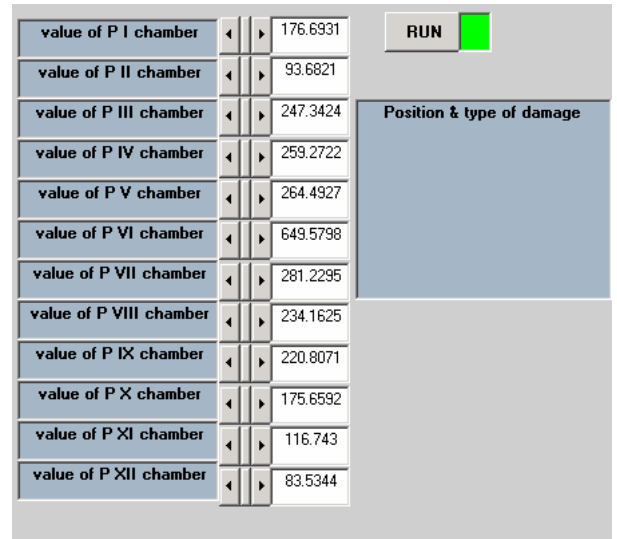 value of P I chamber 176.6931 RUN
value of P II chamber 93.6821
value of P III chamber 247.3424 Position & type of damage
value of P IV chamber 259.2722
value of P V chamber 264.4927
value of P VI chamber 649.5798
value of P VII chamber 281.2295
value of P VIII chamber 234.1625
value of P IX chamber 220.8071
value of P X chamber 175.6592
value of P XI chamber 116.743
value of P XII chamber 83.5344